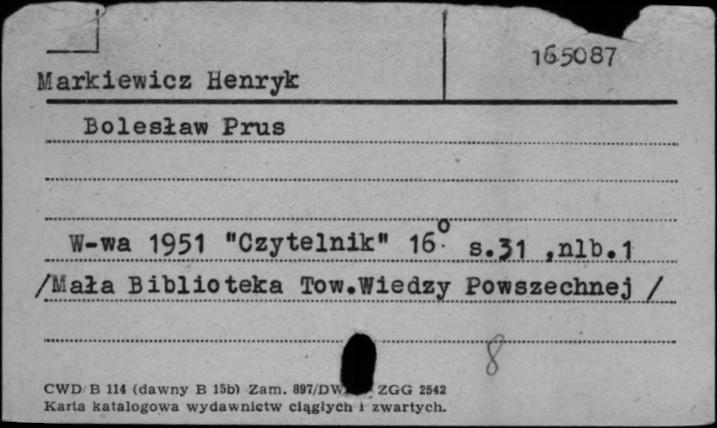 165087
Markiewicz Henryk
Bolesław Prus
W-wa 1951 "Czytelnik" 16° s.31 ,nlb.1
/Mała Biblioteka Tow.Wiedzy Powszechnej /
8
CWD B 114 (dawny B 15b) Zam. 897/DW ZGG 2542
Karta katalogowa wydawnictw ciągłych i zwartych.